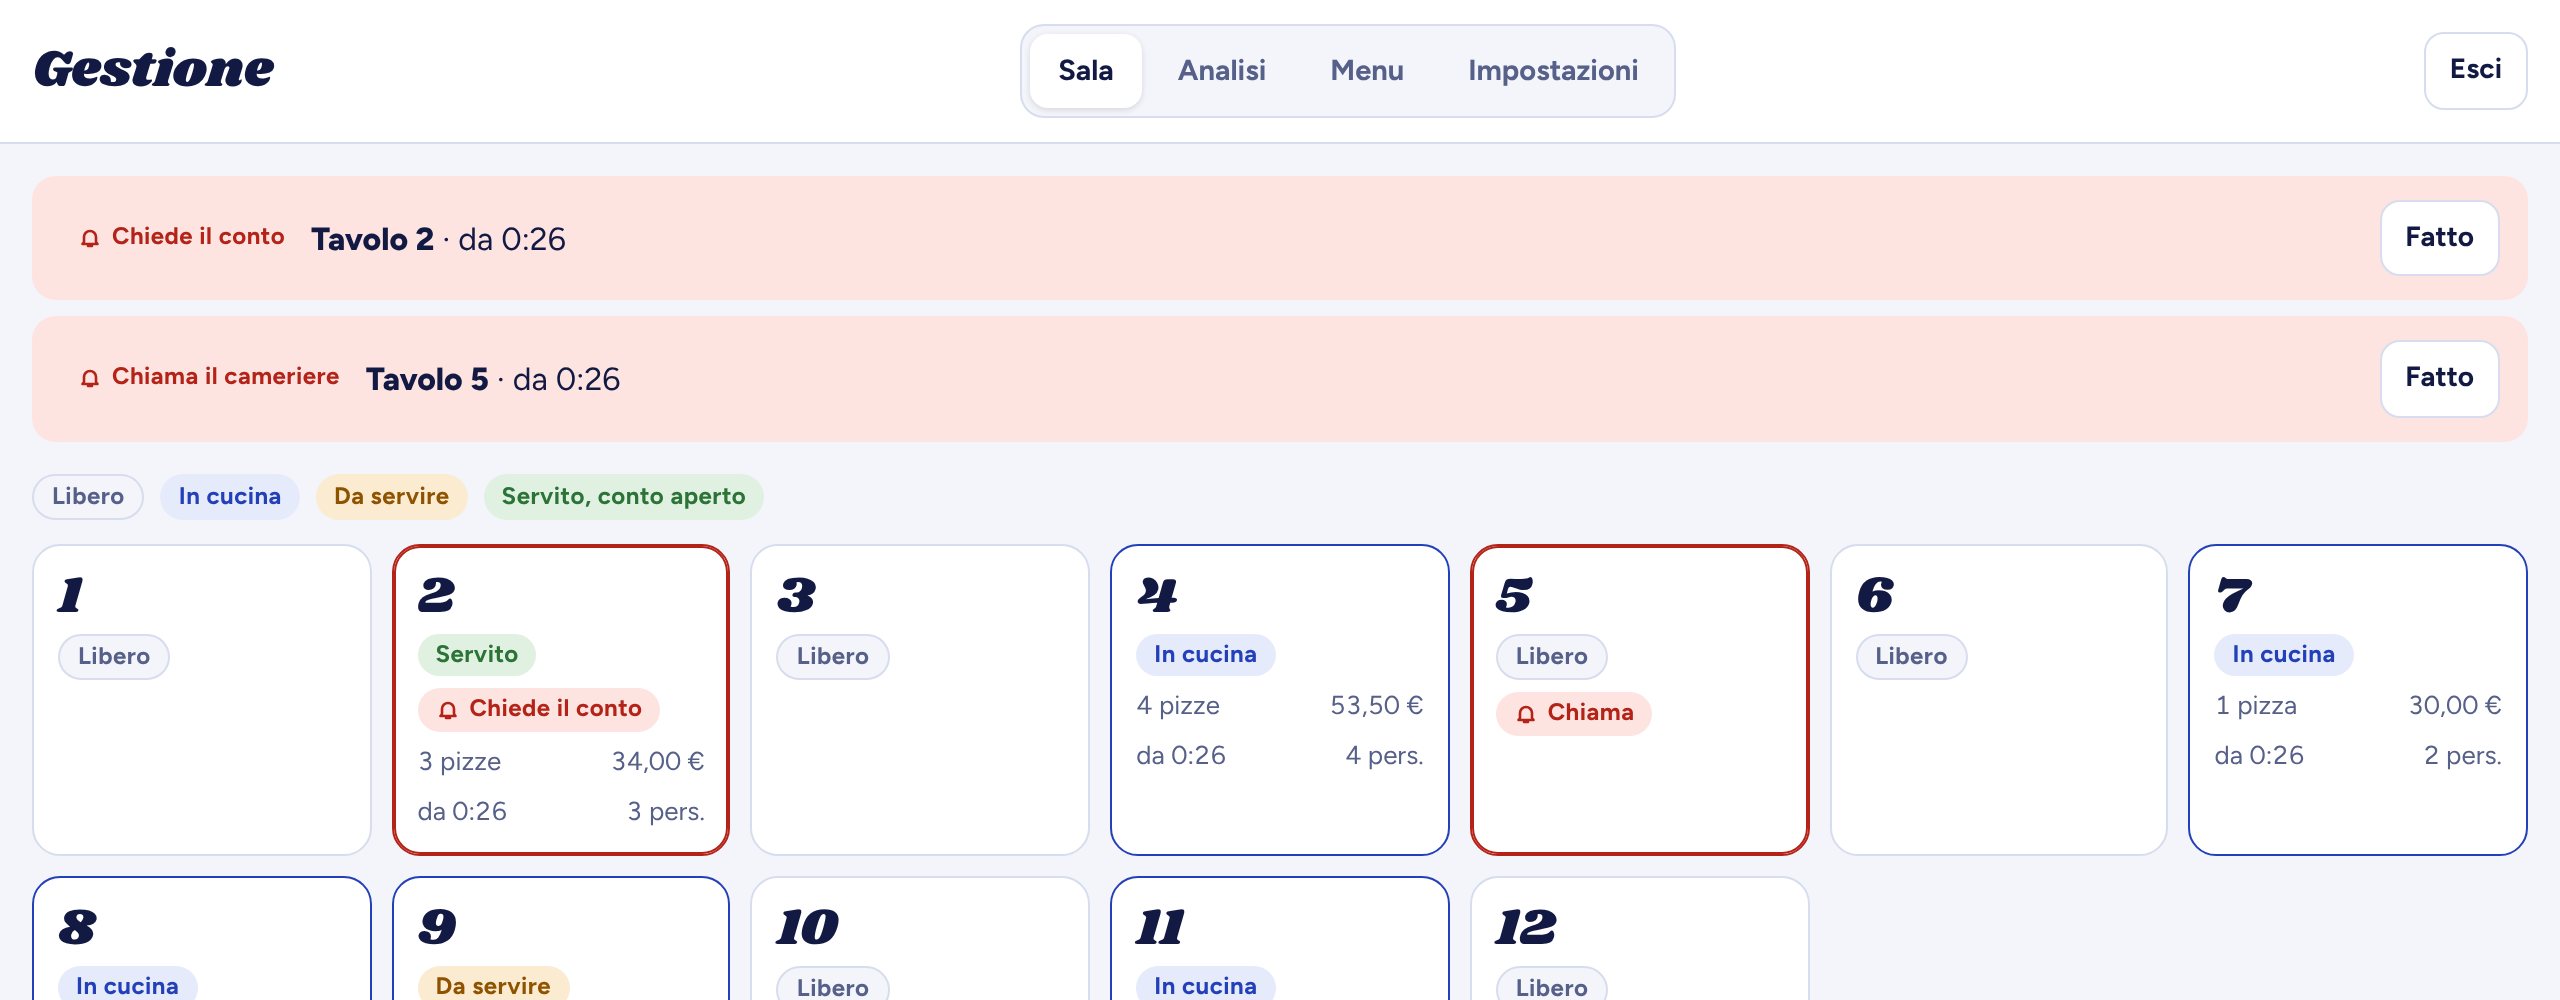 Gestione
Sala Analisi Menu Impostazioni
Esci
Chiede il conto Tavolo 2 · da 0:26 Fatto
Chiama il cameriere Tavolo 5 · da 0:26 Fatto
Libero In cucina Da servire Servito, conto aperto
1
Libero
2
Servito
Chiede il conto
3 pizze 34,00 €
da 0:26 3 pers.
3
Libero
4
In cucina
4 pizze 53,50 €
da 0:26 4 pers.
5
Libero
Chiama
6
Libero
7
In cucina
1 pizza 30,00 €
da 0:26 2 pers.
8
In cucina
9
Da servire
10
Libero
11
In cucina
12
Libero